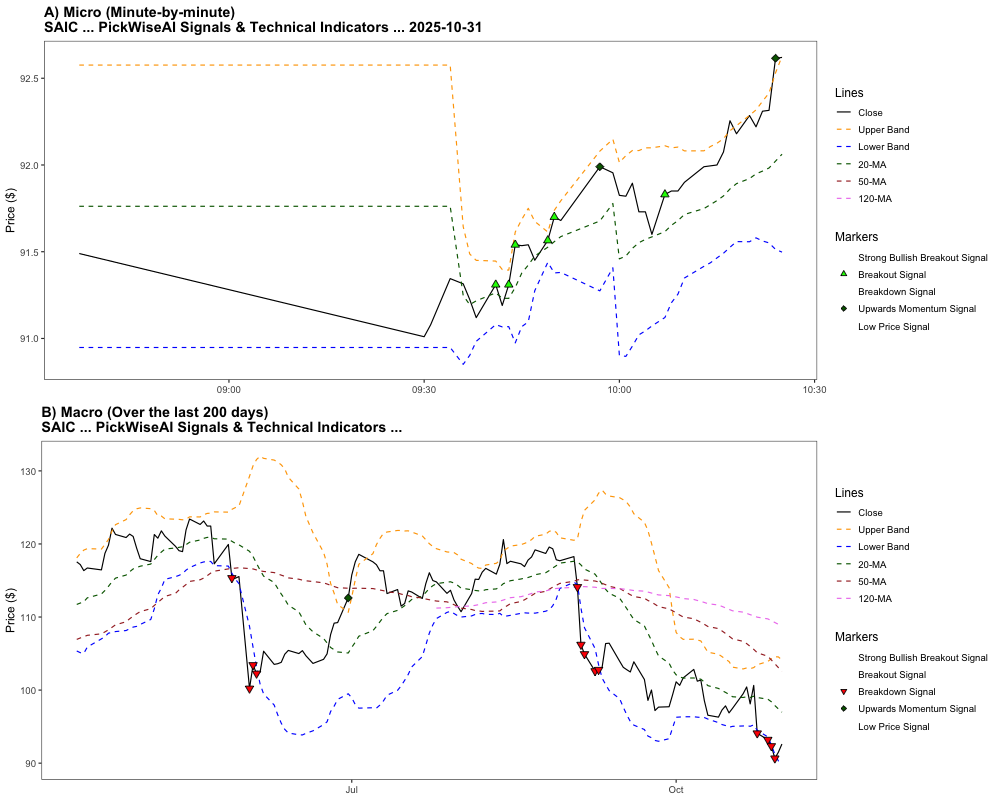 A) Micro (Minute-by-minute)
SAIC ... PickWiseAI Signals & Technical Indicators ... 2025-10-31
Price ($)
92.5
92.0
91.5
91.0
09:00
09:30
10:00
10:30
Lines
Close
Upper Band
Lower Band
20-MA
50-MA
120-MA
Markers
Strong Bullish Breakout Signal
Breakout Signal
Breakdown Signal
Upwards Momentum Signal
Low Price Signal
B) Macro (Over the last 200 days)
SAIC ... PickWiseAI Signals & Technical Indicators ...
Price ($)
130
120
110
100
90
Jul
Oct
Lines
Close
Upper Band
Lower Band
20-MA
50-MA
120-MA
Markers
Strong Bullish Breakout Signal
Breakout Signal
Breakdown Signal
Upwards Momentum Signal
Low Price Signal